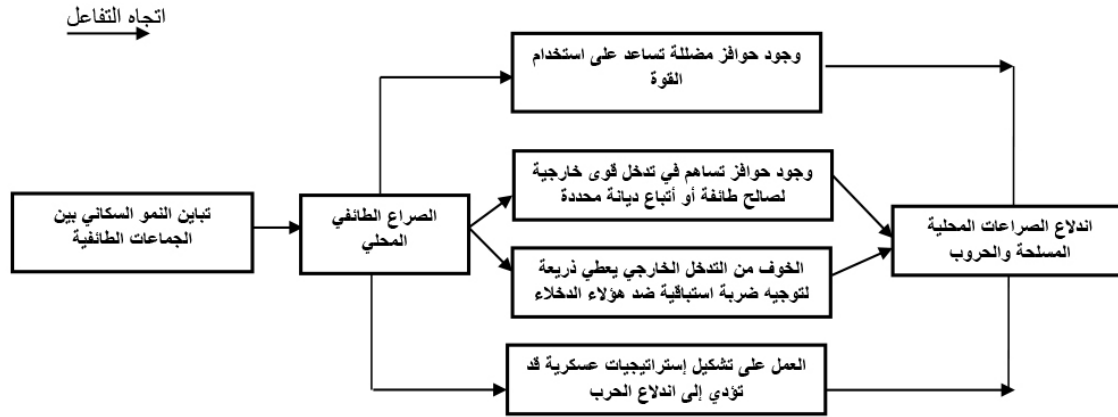 اتجاه التفاعل
وجود حوافز مضللة تساعد على استخدام
القوة
وجود حوافز تساهم في تدخل قوى خارجية
لصالح طائفة أو أتباع ديانة محددة
تباين النمو السكاني بين
الجماعات الطائفية
الصراع الطائفي
المحلي
اندلاع الصراعات المحلية
المسلحة والحروب
الخوف من التدخل الخارجي يعطي ذريعة
لتوجيه ضربة استباقية ضد هؤلاء الدخلاء
العمل على تشكيل إستراتيجيات عسكرية قد
تؤدي إلى اندلاع الحرب